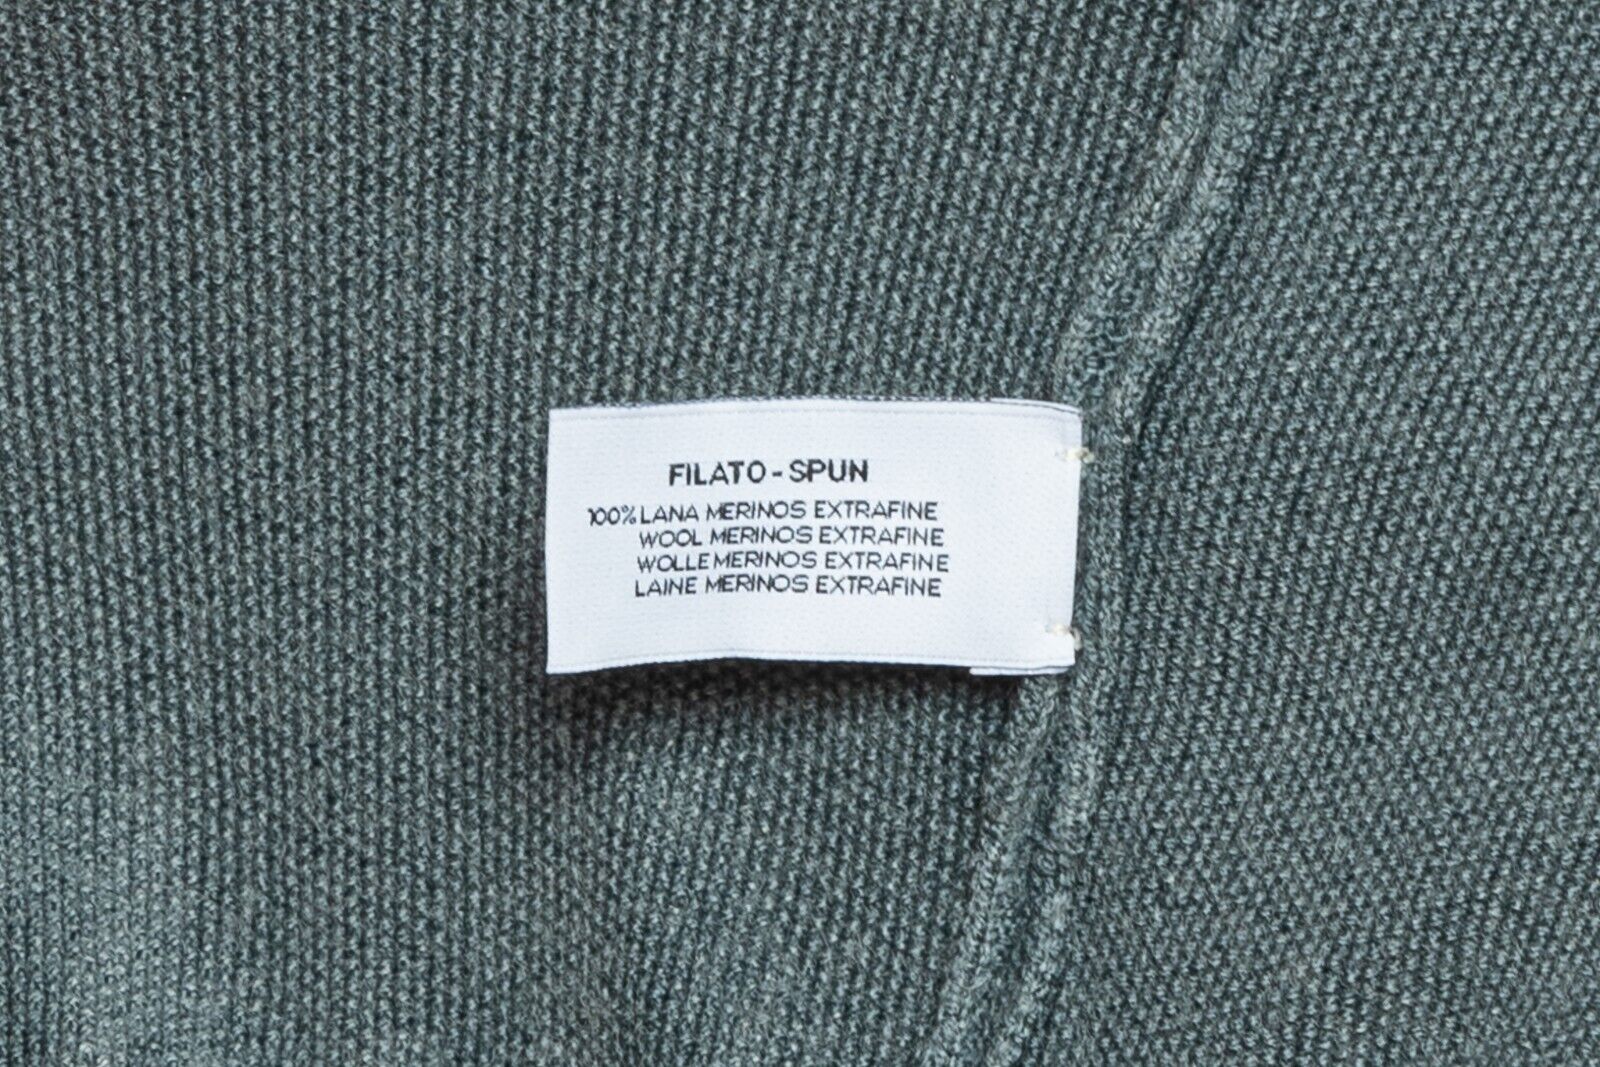 FILATO - SPUN
100% LANA MERINOS EXTRAFINE
WOOL MERINOS EXTRAFINE
WOLLE MERINOS EXTRAFINE
LAINE MERINOS EXTRAFINE